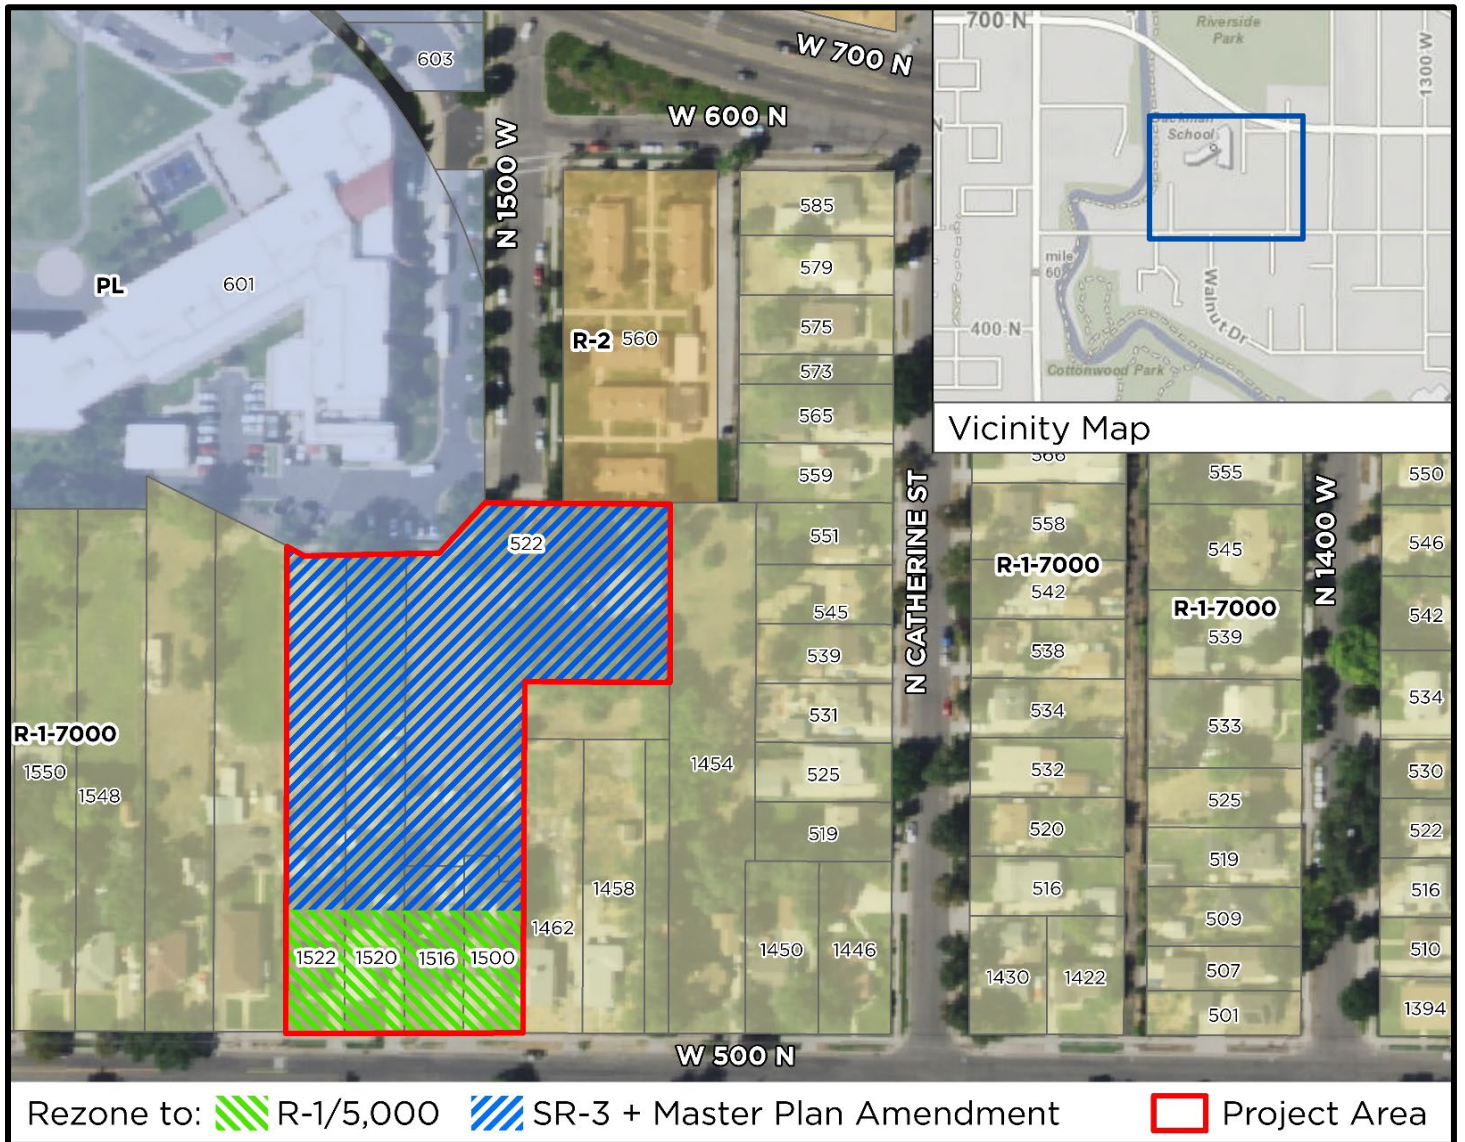 603
W 700 N
W 600 N
N 1500 W
PL
601
R-2 560
585
579
575
573
565
559
N CATHERINE ST
700 N
Riverside
Park
1300 W
School
mile
60
Walnut Dr
400 N
Cottonwood Park
Vicinity Map
566
558
R-1-7000
542
538
534
532
520
516
1430
1422
555
545
R-1-7000
539
533
525
519
509
507
501
N 1400 W
550
546
542
534
530
522
516
510
1394
522
551
545
539
531
525
519
1454
1450
1446
1458
1462
R-1-7000
1550
1548
1522
1520
1516
1500
W 500 N
Rezone to: R-1/5,000 SR-3 + Master Plan Amendment Project Area